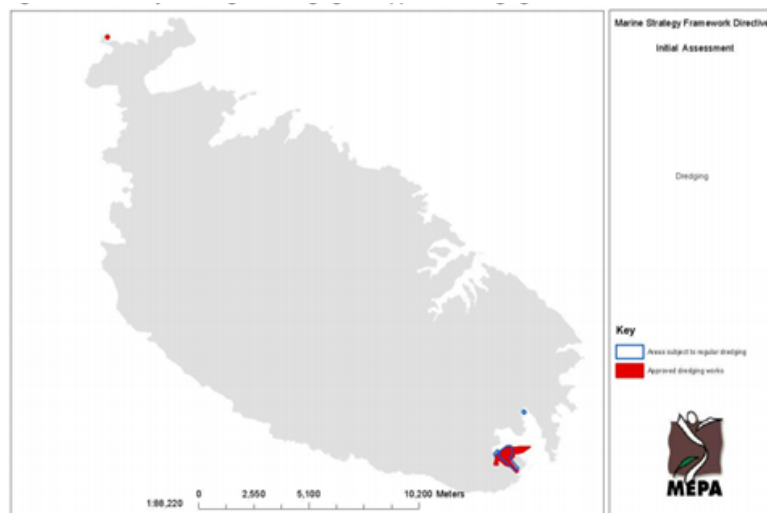 Marine Strategy Framework Directive
Initial Assessment
Dredging
Key
Areas subject to regular dredging
Approved dredging works
MEPA
1:88,220
0 2,550 5,100 10,200 Meters